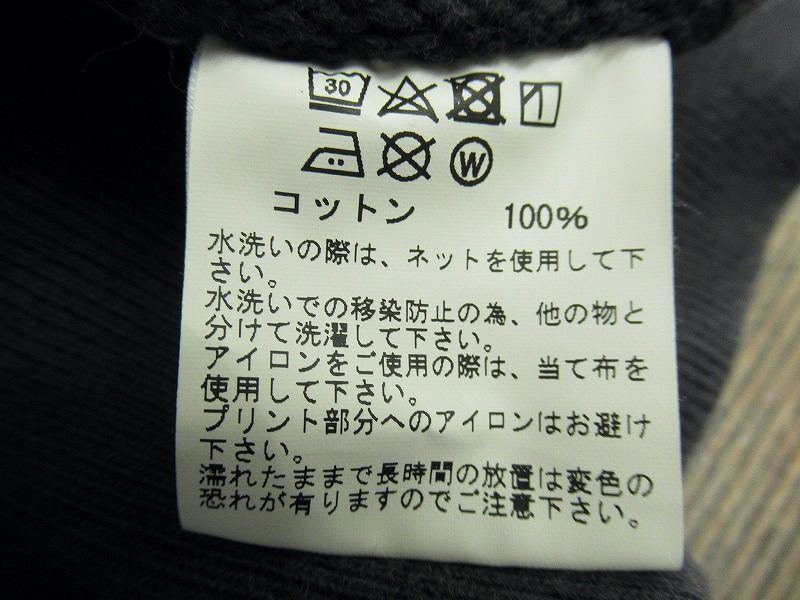 30
W
コットン 100%
水洗いの際は、ネットを使用して下
さい。
水洗いでの移染防止の為、他の物と
分けて洗濯して下さい。
アイロンをご使用の際は、当て布を
使用して下さい。
プリント部分へのアイロンはお避け
下さい。
濡れたままで長時間の放置は変色の
恐れが有りますのでご注意下さい。